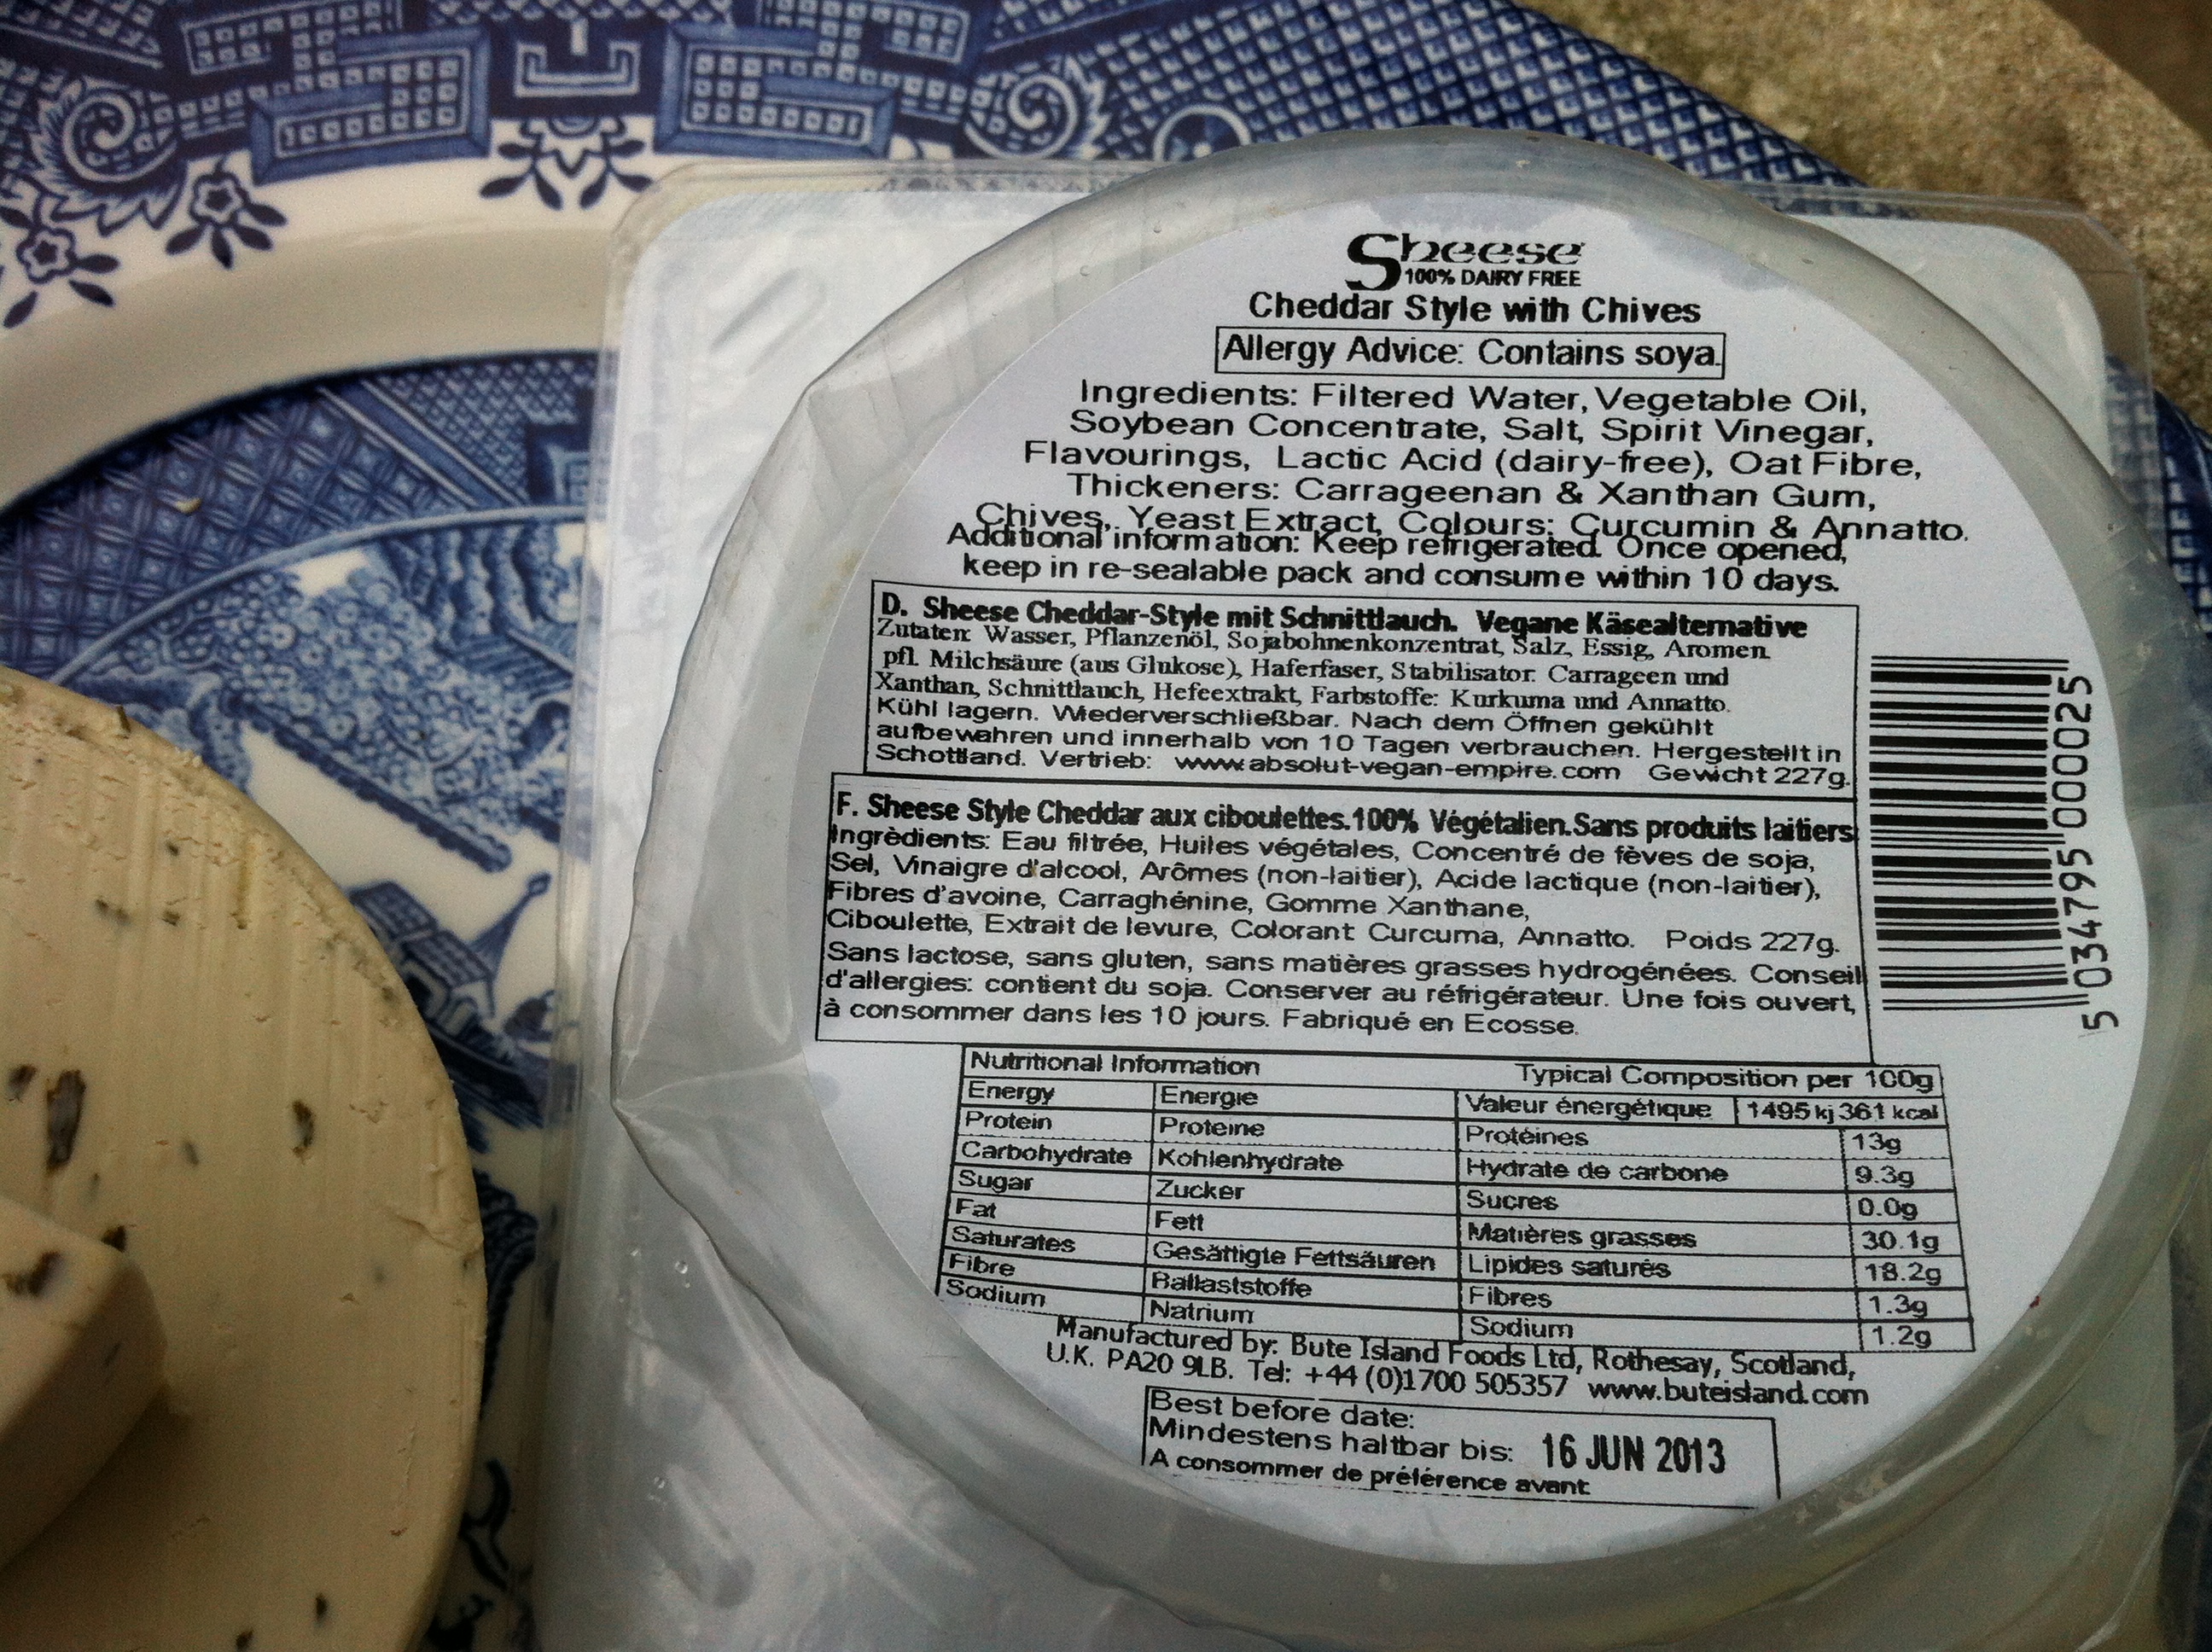 Sheese
100% DAIRY FREE
Cheddar Style with Chives
Allergy Advice: Contains soya.
Ingredients: Filtered Water, Vegetable Oil,
Soybean Concentrate, Salt, Spirit Vinegar,
Flavourings, Lactic Acid (dairy-free), Oat Fibre,
Thickeners: Carrageenan & Xanthan Gum,
Chives, Yeast Extract, Colours: Curcumin & Annatto.
Additional information: Keep refrigerated. Once opened,
keep in re-sealable pack and consume within 10 days.
D. Sheese Cheddar-Style mit Schnittlauch. Vegane Käsealternative
Zutaten: Wasser, Pflanzenöl, Sojabohnenkonzentrat, Salz, Essig, Aromen
pfl. Milchsäure (aus Glukose), Haferfaser, Stabilisator: Carrageen und
Xanthan, Schnittlauch, Hefeextrakt, Farbstoffe: Kurkuma und Annatto.
Kühl lagern. Wiederverschließbar. Nach dem Öffnen gekühlt
aufbewahren und innerhalb von 10 Tagen verbrauchen. Hergestellt in
Schottland. Vertrieb: www.absolut-vegan-empire.com Gewicht 227g.
F. Sheese Style Cheddar aux ciboulettes.100% Végétalien.Sans produits laitiers
Ingrèdients: Eau filtrée, Huiles végétales, Concentré de fèves de soja,
Sel, Vinaigre d'alcool, Arômes (non-laitier), Acide lactique (non-laitier),
Fibres d'avoine, Carraghénine, Gomme Xanthane,
Ciboulette, Extrait de levure, Colorant Curcuma, Annatto. Poids 227g.
Sans lactose, sans gluten, sans matières grasses hydrogénées. Conseil
d'allergies: contient du soja. Conserver au réfrigérateur. Une fois ouvert,
à consommer dans les 10 jours. Fabriqué en Ecosse.
5 034795 000025
Nutritional Information Typical Composition per 100g
Energy Energie Valeur énergétique 1495 kj 361 kcal
Protein Proteine Protéines 13g
Carbohydrate Kohlenhydrate Hydrate de carbone 9.3g
Sugar Zucker Sucres 0.0g
Fat Fett Matières grasses 30.1g
Saturates Gesättigte Fettsäuren Lipides saturés 18.2g
Fibre Ballaststoffe Fibres 1.3g
Sodium Natrium Sodium 1.2g
Manufactured by: Bute Island Foods Ltd, Rothesay, Scotland,
U.K. PA20 9LB. Tel: +44 (0)1700 505357 www.buteisland.com
Best before date:
Mindestens haltbar bis: 16 JUN 2013
A consommer de préférence avant